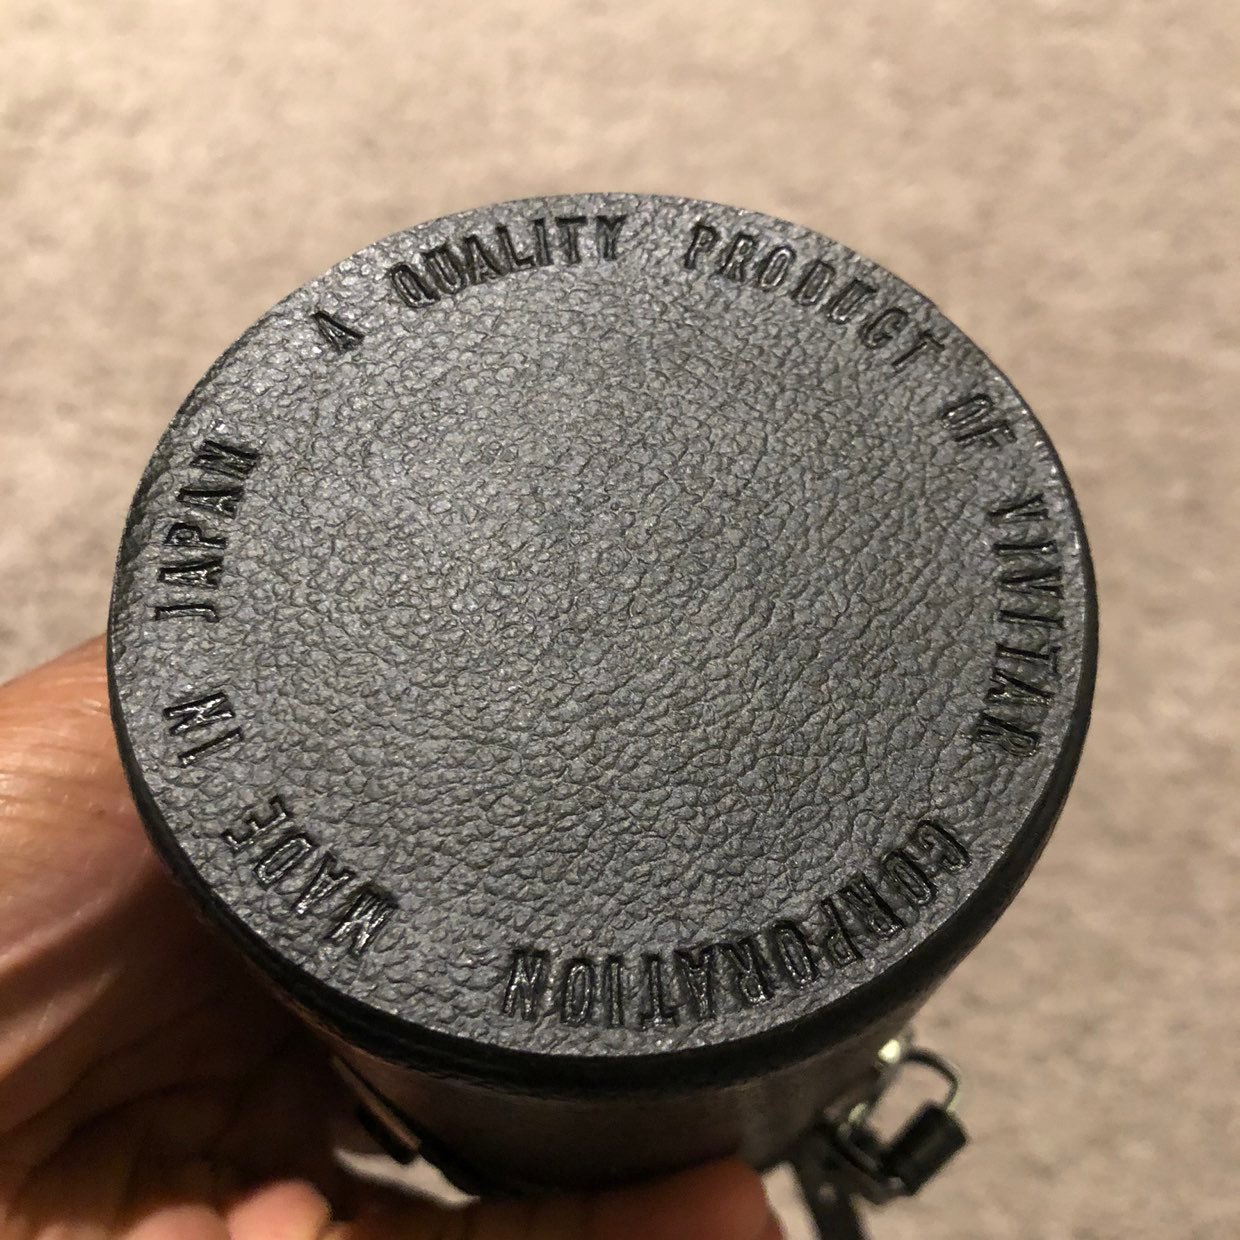 A QUALITY PRODUCT OF VIVITAR CORPORATION
MADE IN JAPAN